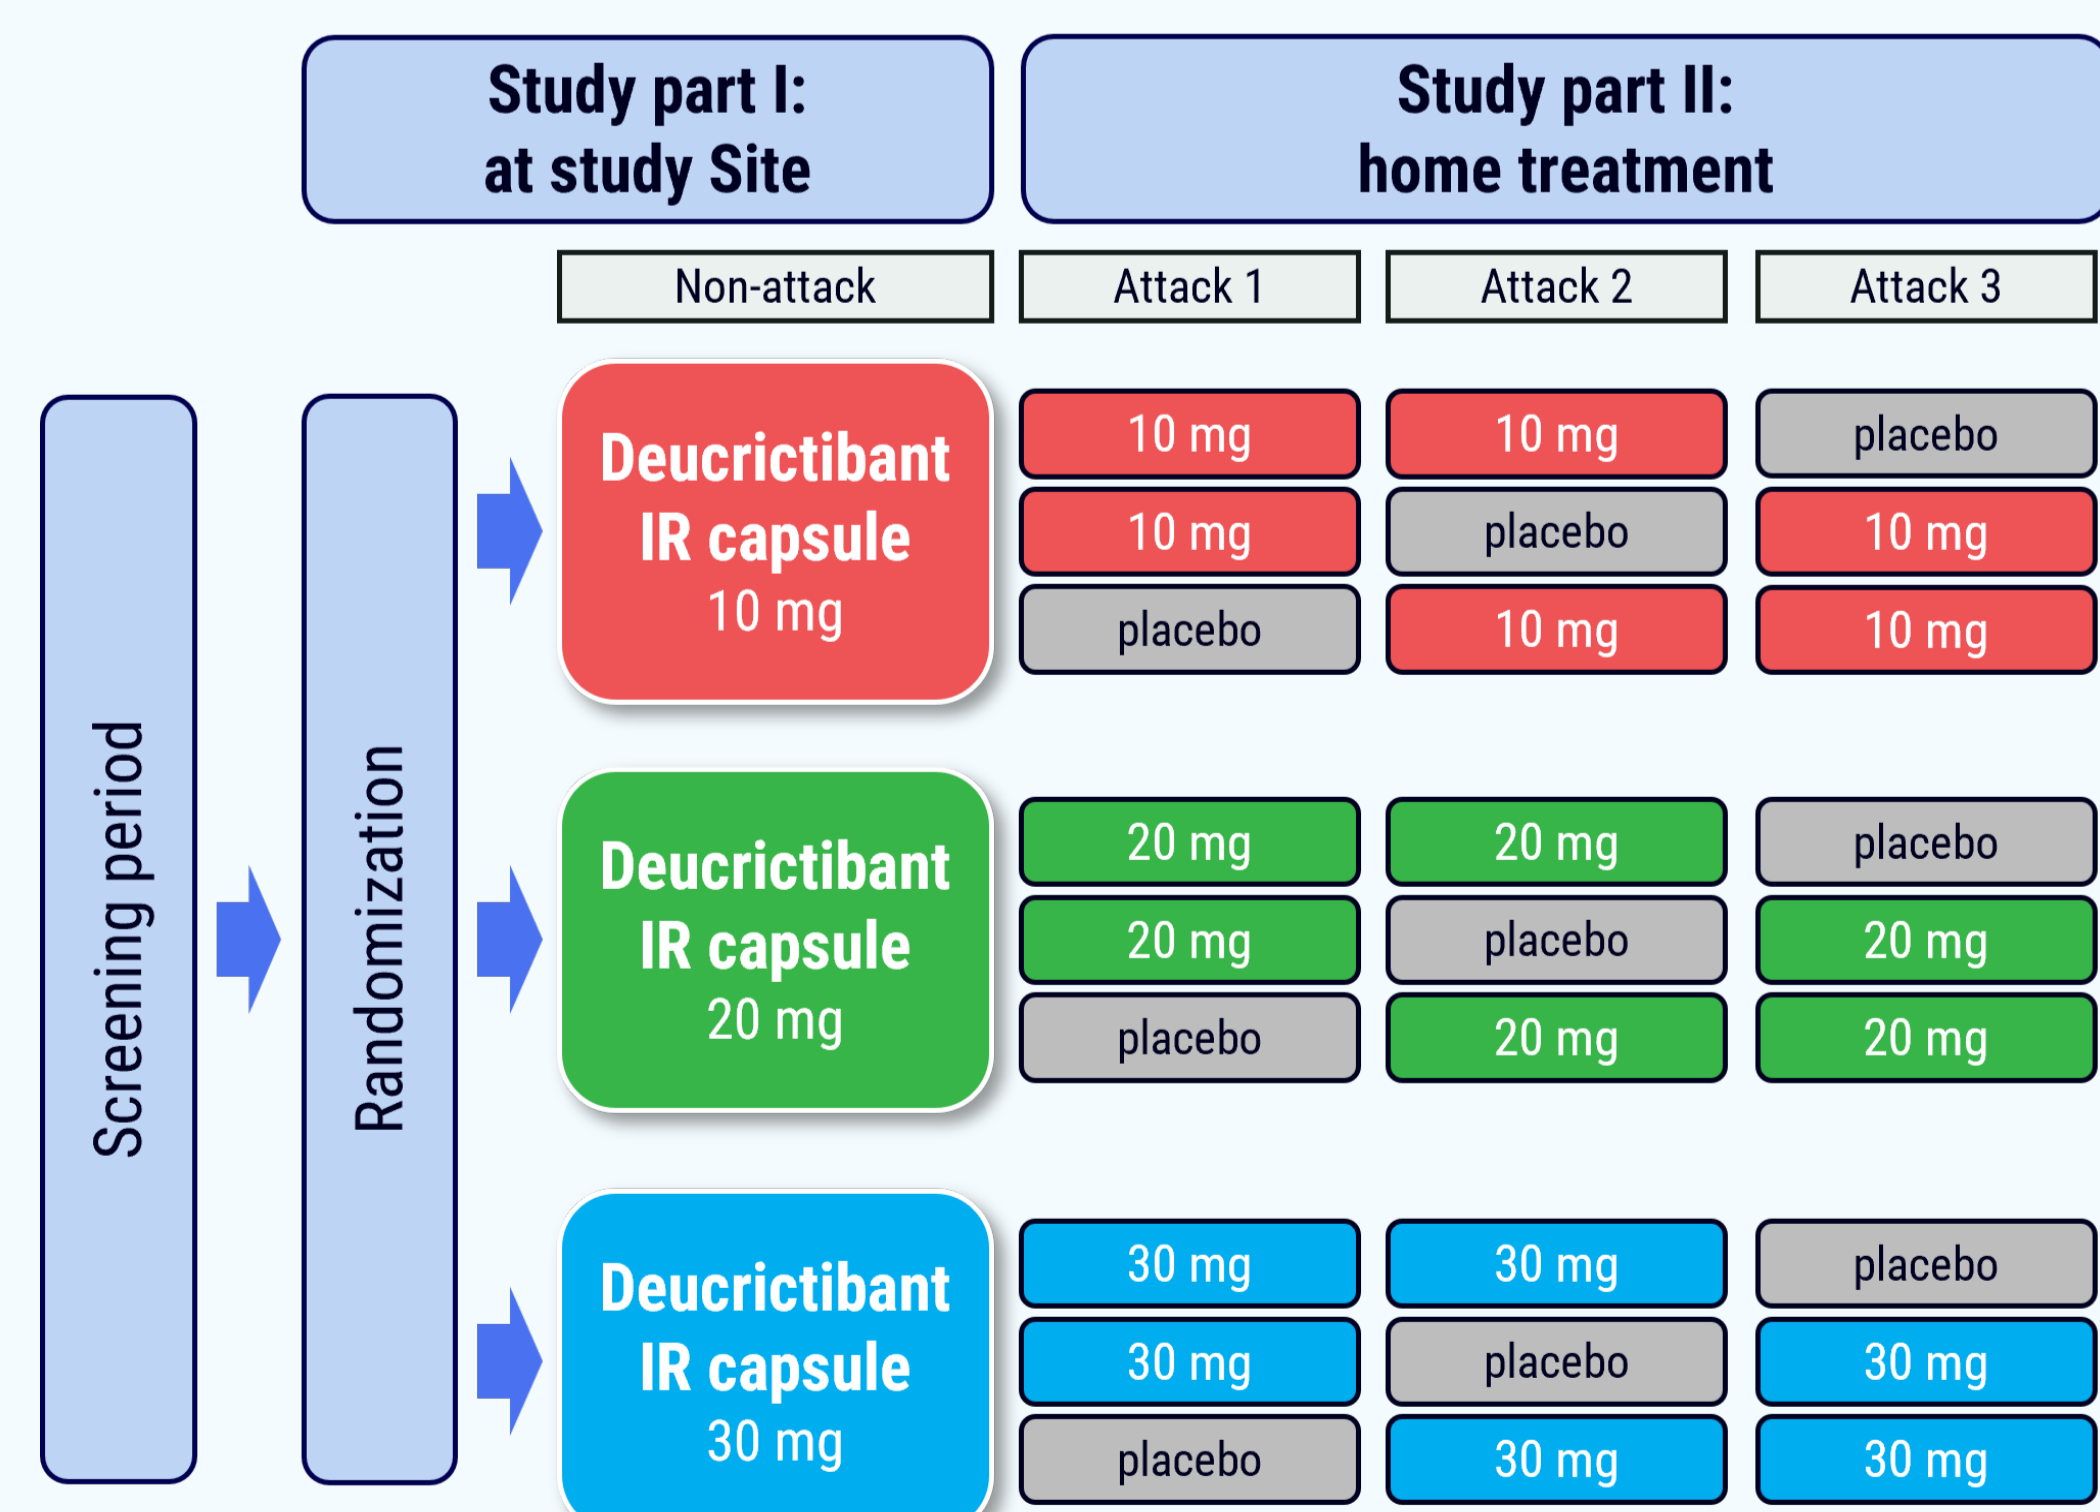 Study part I:
at study Site
Study part II:
home treatment
Non-attack
Attack 1
Attack 2
Attack 3
Screening period
Randomization
Deucrictibant
IR capsule
10 mg
10 mg
10 mg
placebo
10 mg
placebo
10 mg
placebo
10 mg
10 mg
Deucrictibant
IR capsule
20 mg
20 mg
20 mg
placebo
20 mg
placebo
20 mg
placebo
20 mg
20 mg
Deucrictibant
IR capsule
30 mg
30 mg
30 mg
placebo
30 mg
placebo
30 mg
placebo
30 mg
30 mg